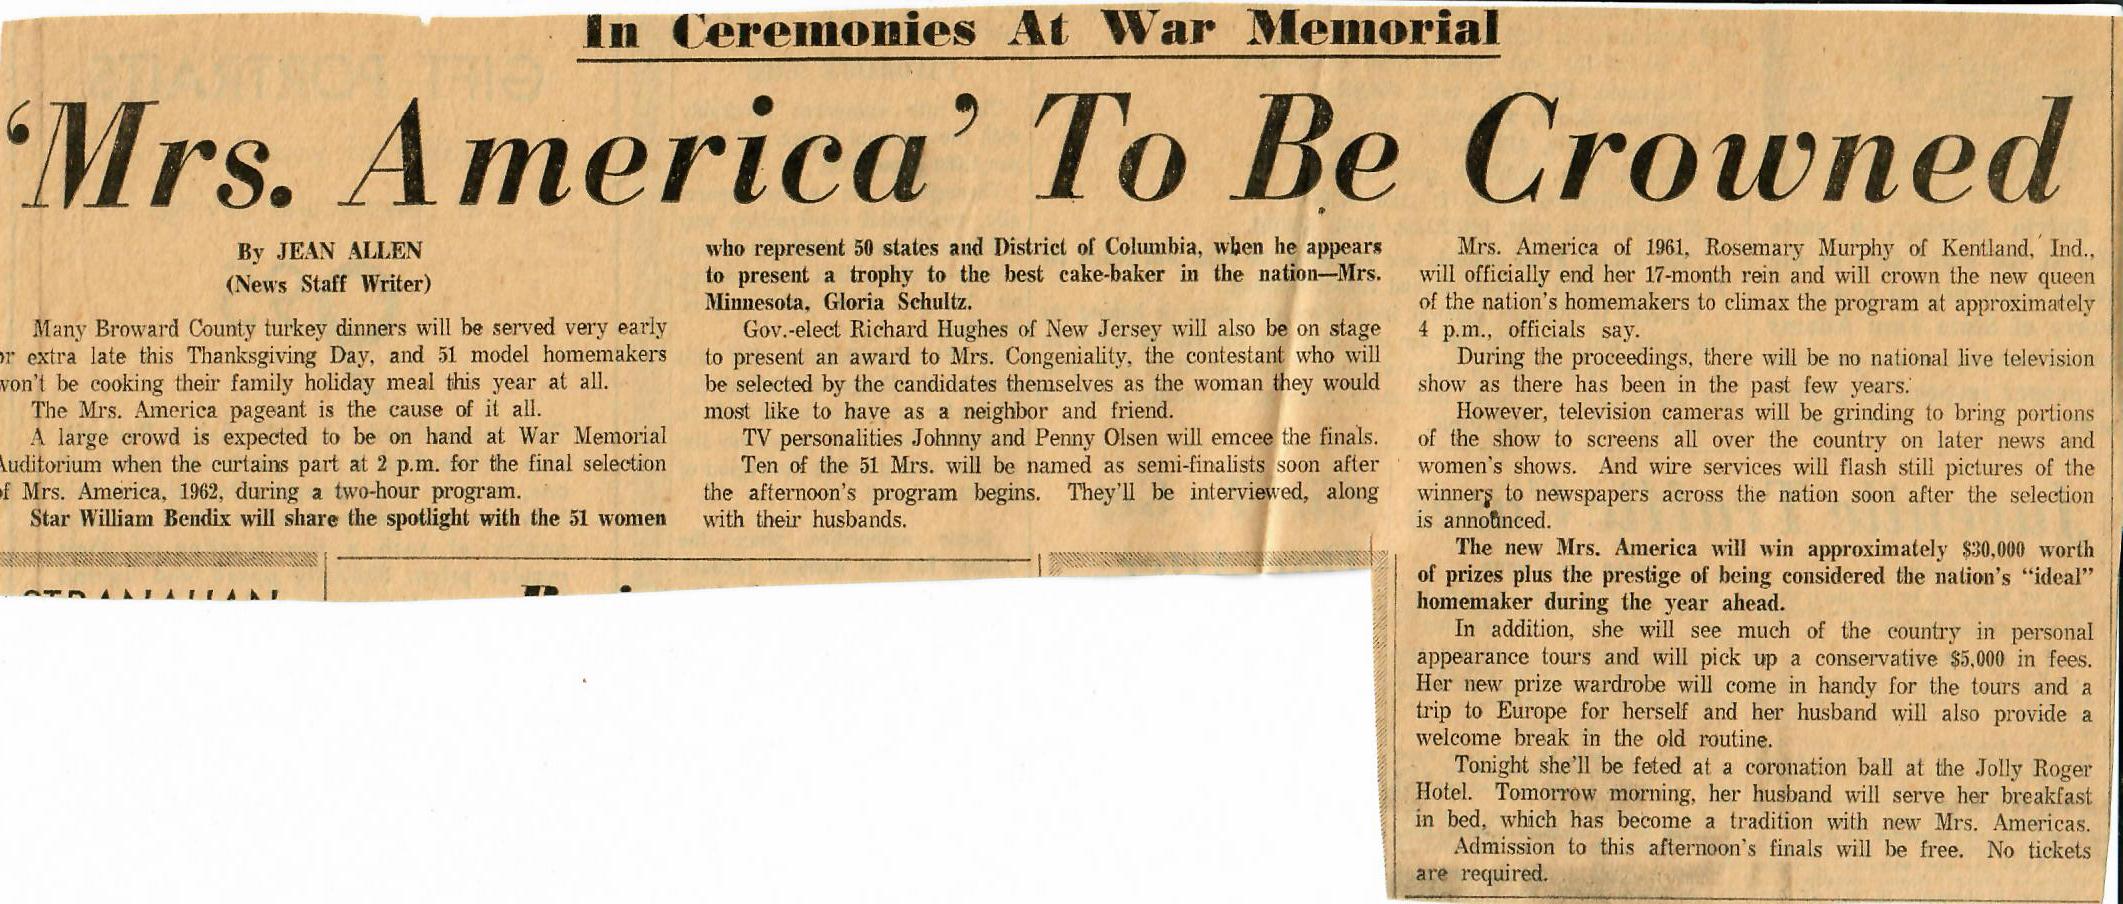 In Ceremonies At War Memorial
‘Mrs. America’ To Be Crowned
By JEAN ALLEN
(News Staff Writer)
Many Broward County turkey dinners will be served very early
or extra late this Thanksgiving Day, and 51 model homemakers
won't be cooking their family holiday meal this year at all.
The Mrs. America pageant is the cause of it all.
A large crowd is expected to be on hand at War Memorial
Auditorium when the curtains part at 2 p.m. for the final selection
of Mrs. America, 1962, during a two-hour program.
Star William Bendix will share the spotlight with the 51 women
who represent 50 states and District of Columbia, when he appears
to present a trophy to the best cake-baker in the nation—Mrs.
Minnesota, Gloria Schultz.
Gov.-elect Richard Hughes of New Jersey will also be on stage
to present an award to Mrs. Congeniality, the contestant who will
be selected by the candidates themselves as the woman they would
most like to have as a neighbor and friend.
TV personalities Johnny and Penny Olsen will emcee the finals.
Ten of the 51 Mrs. will be named as semi-finalists soon after
the afternoon's program begins. They'll be interviewed, along
with their husbands.
Mrs. America of 1961, Rosemary Murphy of Kentland, Ind.,
will officially end her 17-month rein and will crown the new queen
of the nation's homemakers to climax the program at approximately
4 p.m., officials say.
During the proceedings, there will be no national live television
show as there has been in the past few years.
However, television cameras will be grinding to bring portions
of the show to screens all over the country on later news and
women's shows. And wire services will flash still pictures of the
winners to newspapers across the nation soon after the selection
is announced.
The new Mrs. America will win approximately $30,000 worth
of prizes plus the prestige of being considered the nation's “ideal”
homemaker during the year ahead.
In addition, she will see much of the country in personal
appearance tours and will pick up a conservative $5,000 in fees.
Her new prize wardrobe will come in handy for the tours and a
trip to Europe for herself and her husband will also provide a
welcome break in the old routine.
Tonight she'll be feted at a coronation ball at the Jolly Roger
Hotel. Tomorrow morning, her husband will serve her breakfast
in bed, which has become a tradition with new Mrs. Americas.
Admission to this afternoon's finals will be free. No tickets
are required.
STRANAHAN